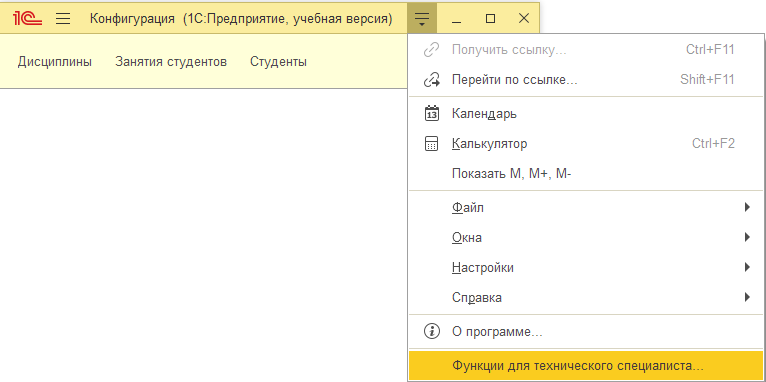 1С Конфигурация (1С:Предприятие, учебная версия)
Дисциплины Занятия студентов Студенты
Получить ссылку... Ctrl+F11
Перейти по ссылке... Shift+F11
13 Календарь
Калькулятор Ctrl+F2
Показать M, M+, M-
Файл
Окна
Настройки
Справка
О программе...
Функции для технического специалиста...